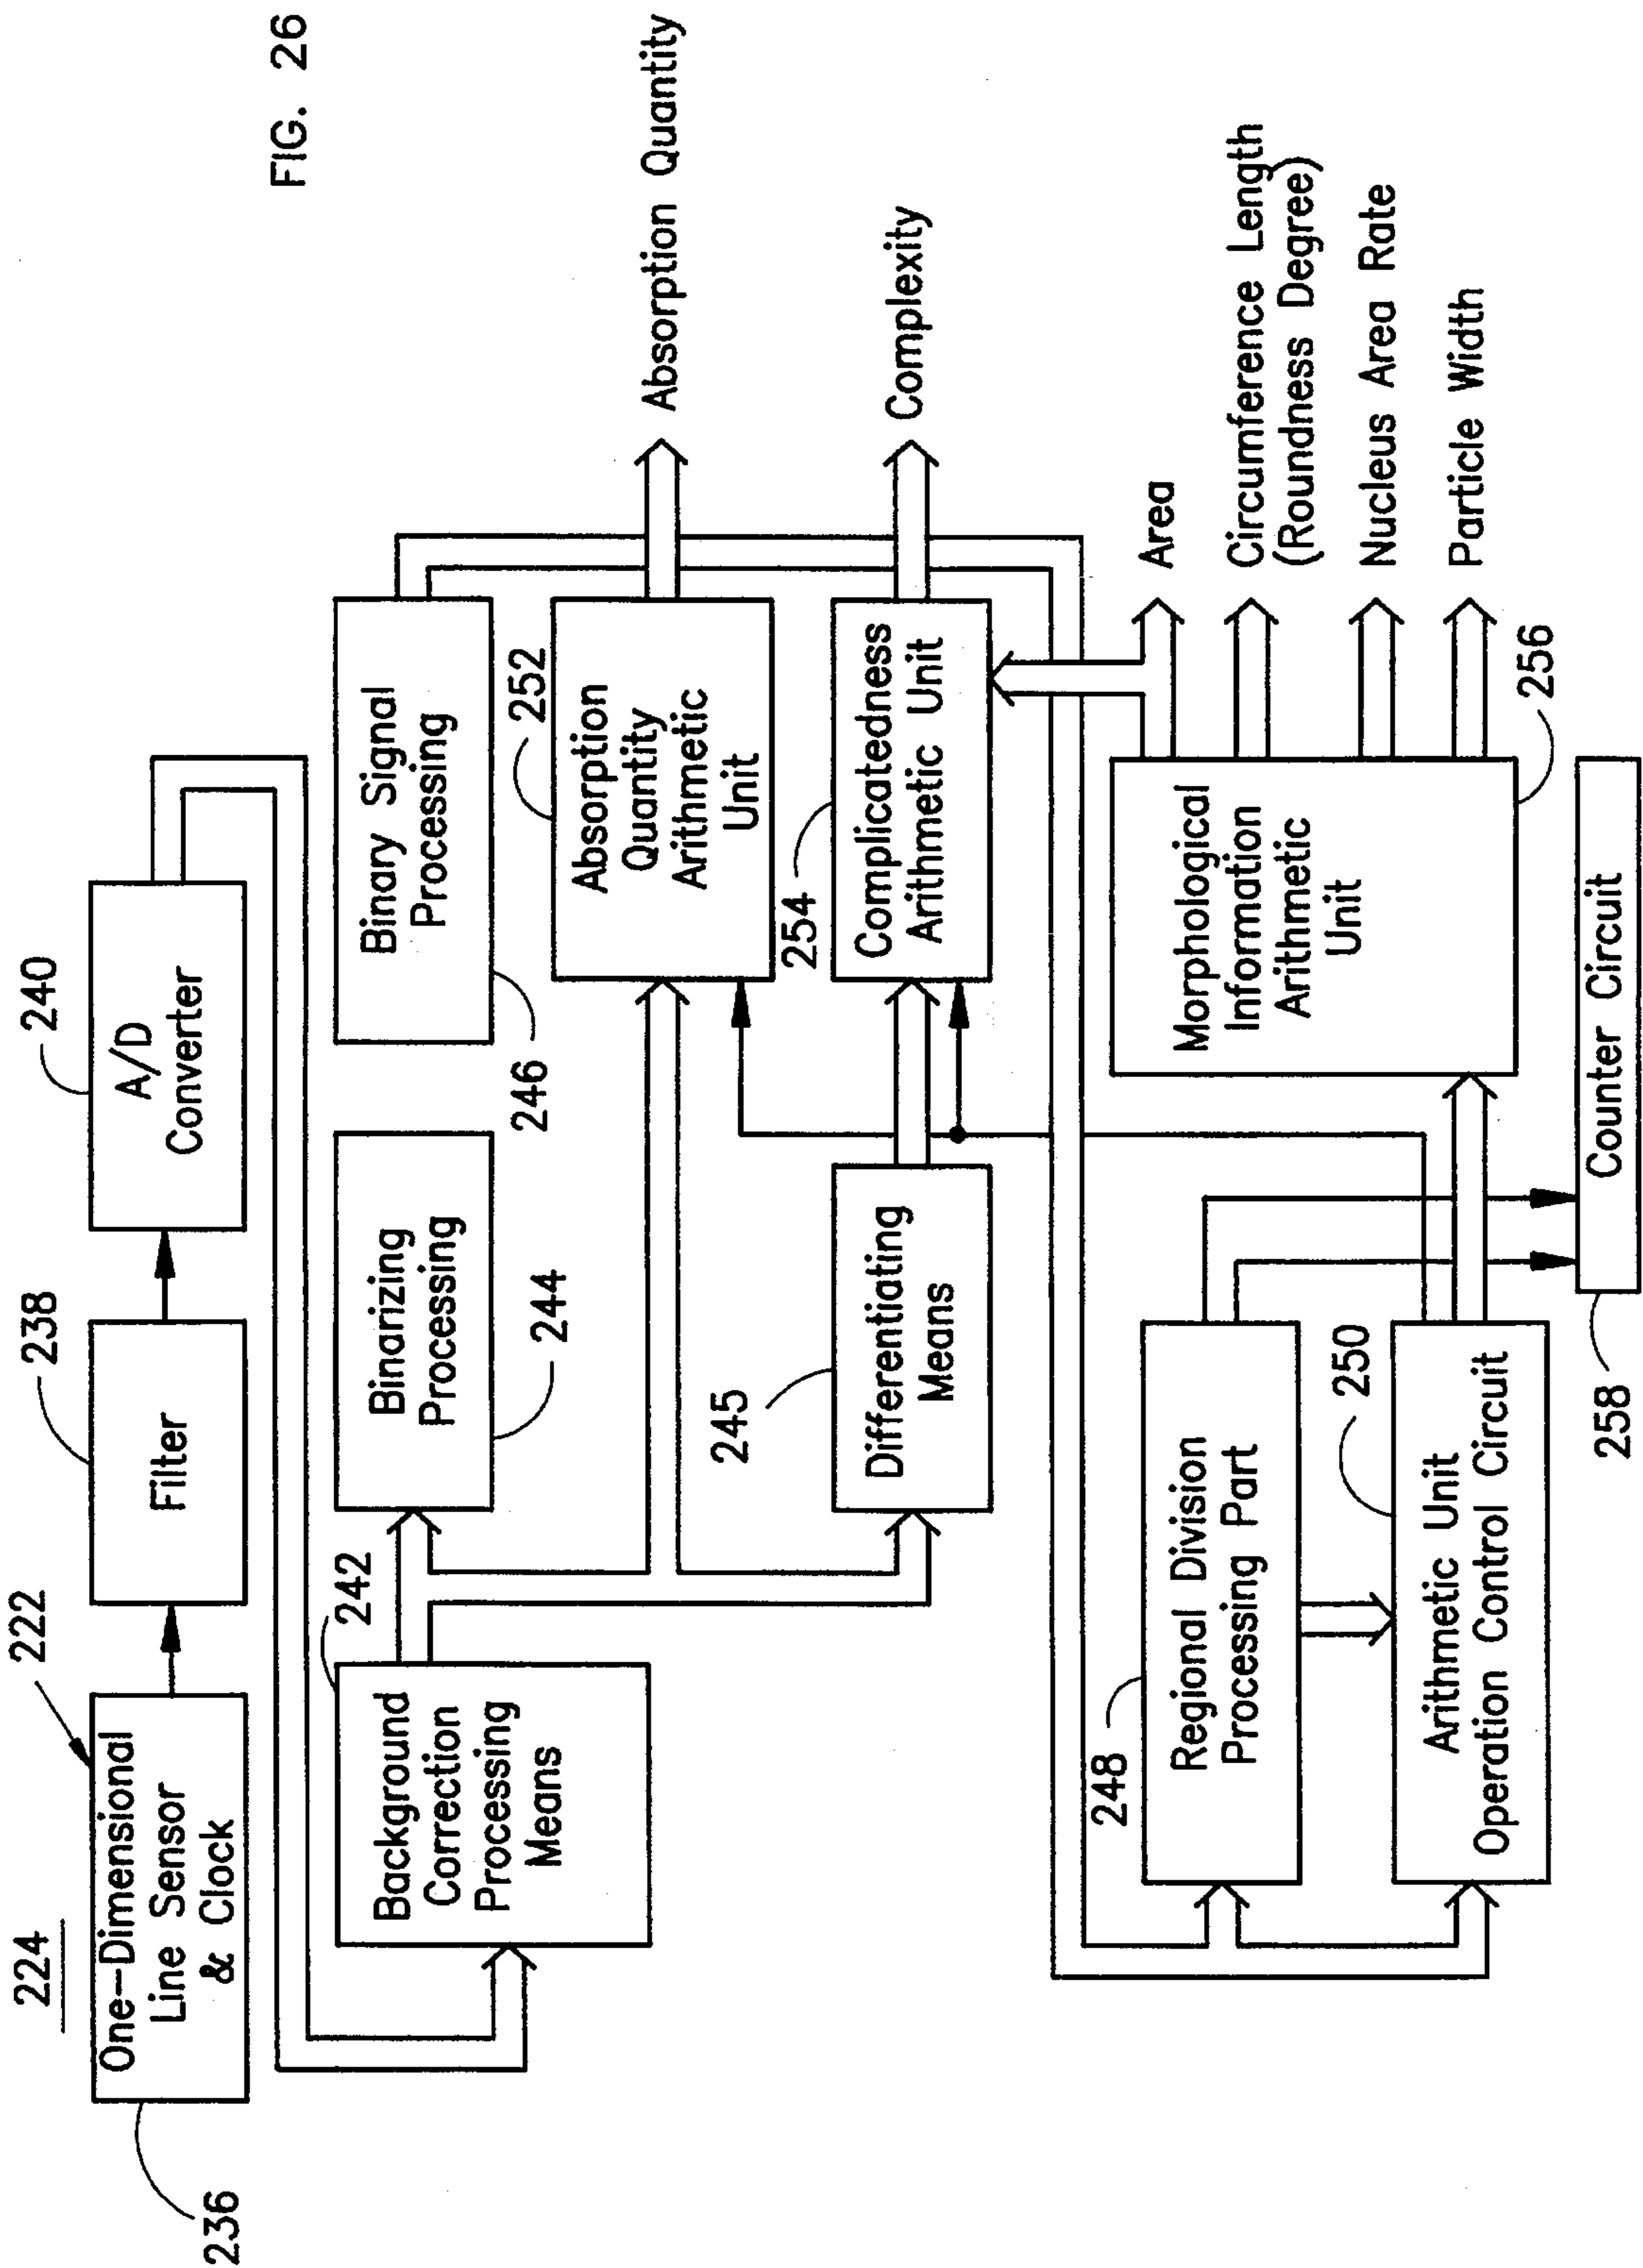 FIG. 26
224
222
238
240
One-Dimensional
Line Sensor
& Clock
Filter
A/D
Converter
236
242
Background
Correction
Processing
Means
Binarizing
Processing
244
Binary Signal
Processing
246
252
Absorption
Quantity
Arithmetic
Unit
Absorption Quantity
245
Differentiating
Means
254
Complicatedness
Arithmetic Unit
Complexity
248
Regional Division
Processing Part
250
Arithmetic Unit
Operation Control Circuit
Morphological
Information
Arithmetic
Unit
256
Area
Circumference Length
(Roundness Degree)
Nucleus Area Rate
Particle Width
258
Counter Circuit